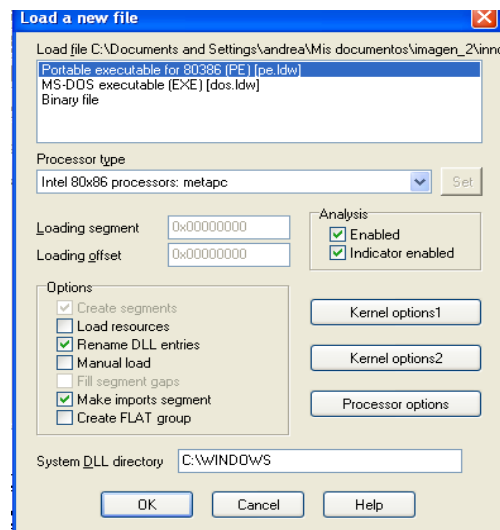 Load a new file
Load file C:\Documents and Settings\andrea\Mis documentos\imagen_2\inno
Portable executable for 80386 (PE) [pe.ldw]
MS-DOS executable (EXE) [dos.ldw]
Binary file
Processor type
Intel 80x86 processors: metapc
Set
Loading segment
0x00000000
Loading offset
0x00000000
Analysis
Enabled
Indicator enabled
Options
Create segments
Load resources
Rename DLL entries
Manual load
Fill segment gaps
Make imports segment
Create FLAT group
Kernel options1
Kernel options2
Processor options
System DLL directory
C:\WINDOWS
OK
Cancel
Help